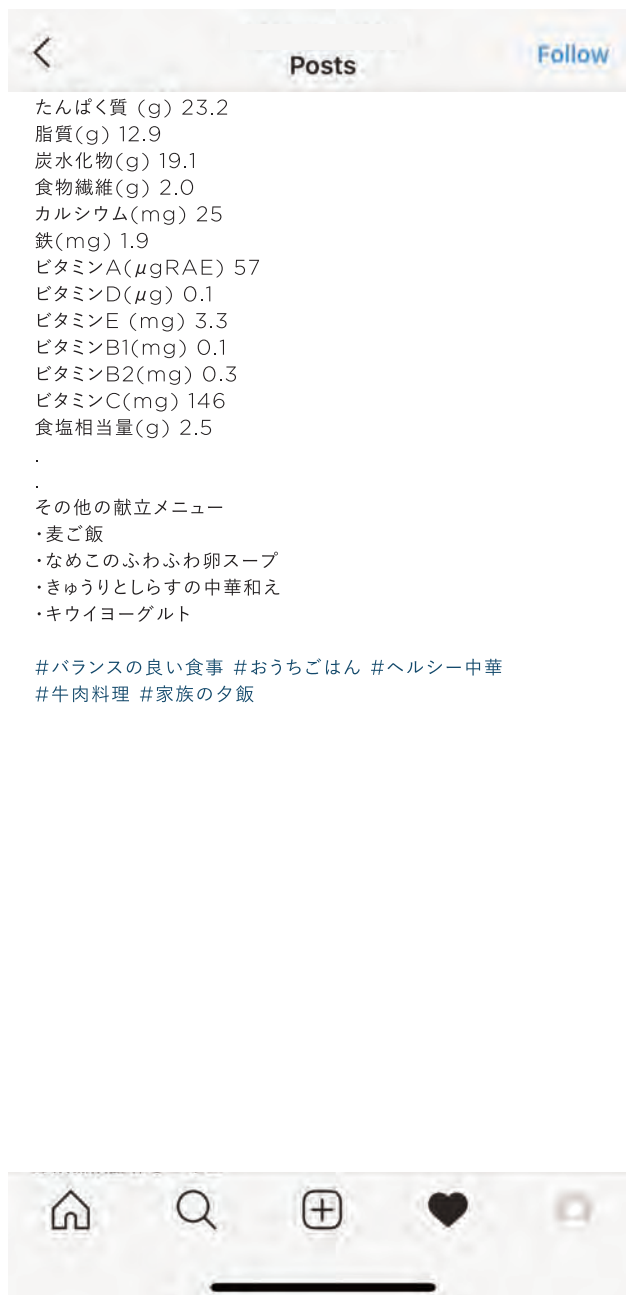 Posts
Follow
たんぱく質 (g) 23.2
脂質(g) 12.9
炭水化物(g) 19.1
食物繊維(g) 2.0
カルシウム(mg) 25
鉄(mg) 1.9
ビタミンA(μgRAE) 57
ビタミンD(μg) 0.1
ビタミンE (mg) 3.3
ビタミンB1(mg) 0.1
ビタミンB2(mg) 0.3
ビタミンC(mg) 146
食塩相当量(g) 2.5
.
.
その他の献立メニュー
・麦ご飯
・なめこのふわふわ卵スープ
・きゅうりとしらすの中華和え
・キウイヨーグルト
#バランスの良い食事 #おうちごはん #ヘルシー中華
#牛肉料理 #家族の夕飯